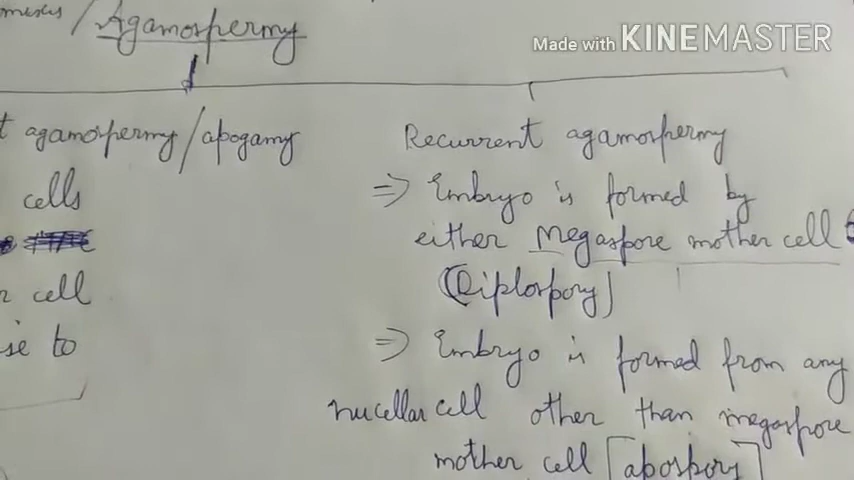 /Agamospermy
Made with KINEMASTER
agamospermy/apogamy
cells
cell
to
Recurrent agamospermy
⇒ Embryo is formed by
either Megaspore mother cell
(Diplospory)
⇒ Embryo is formed from any
nucellar cell other than megaspore
mother cell [apospory]